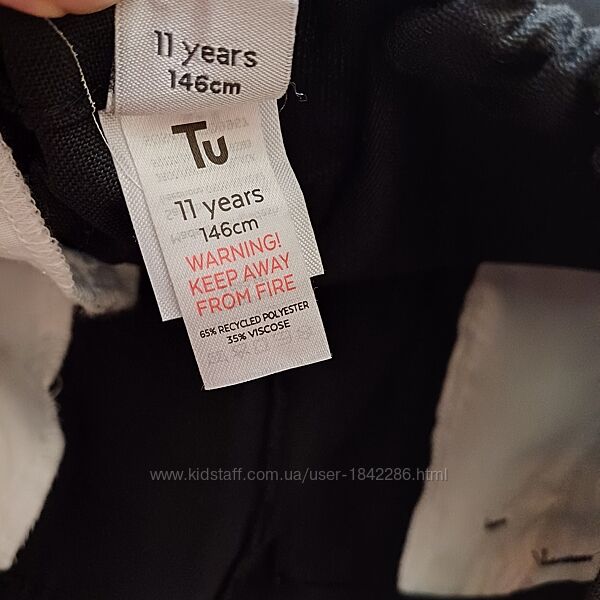 11 years
146cm
Tu
11 years
146cm
WARNING!
KEEP AWAY
FROM FIRE
65% RECYCLED POLYESTER
35% VISCOSE
www.kidstaff.com.ua/user-1842286.html